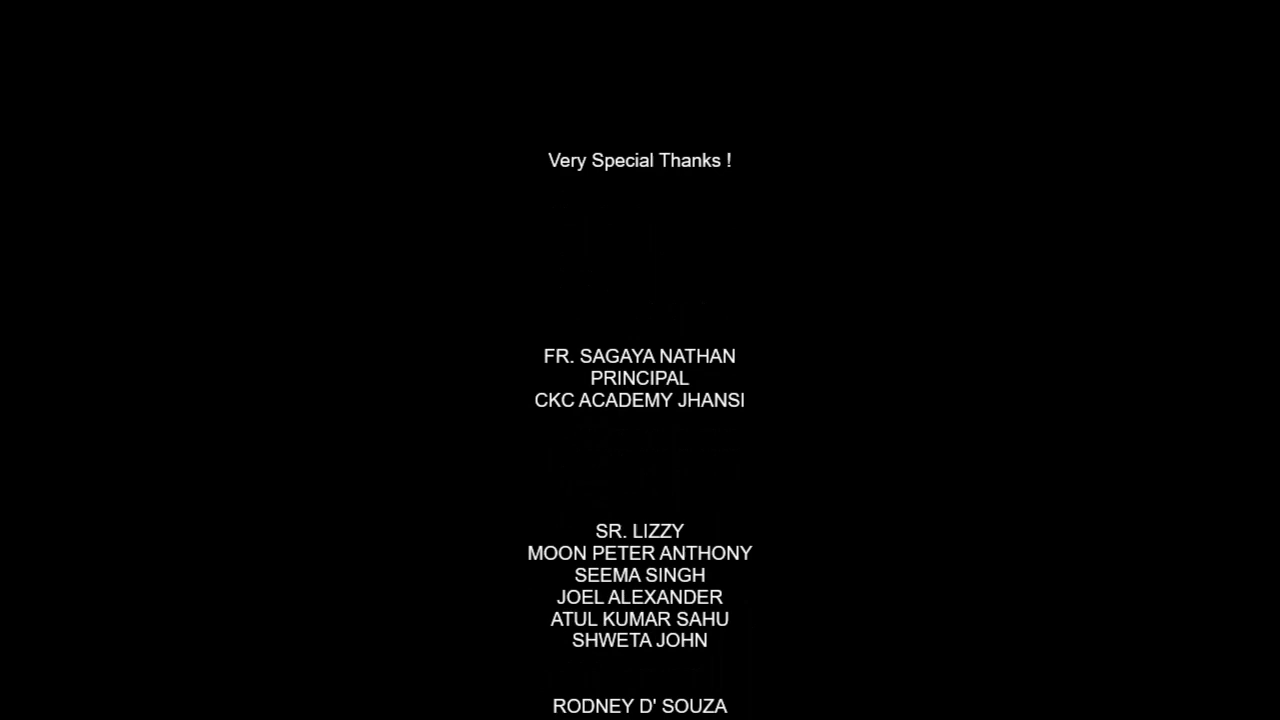 Very Special Thanks !
FR. SAGAYA NATHAN
PRINCIPAL
CKC ACADEMY JHANSI
SR. LIZZY
MOON PETER ANTHONY
SEEMA SINGH
JOEL ALEXANDER
ATUL KUMAR SAHU
SHWETA JOHN
RODNEY D' SOUZA